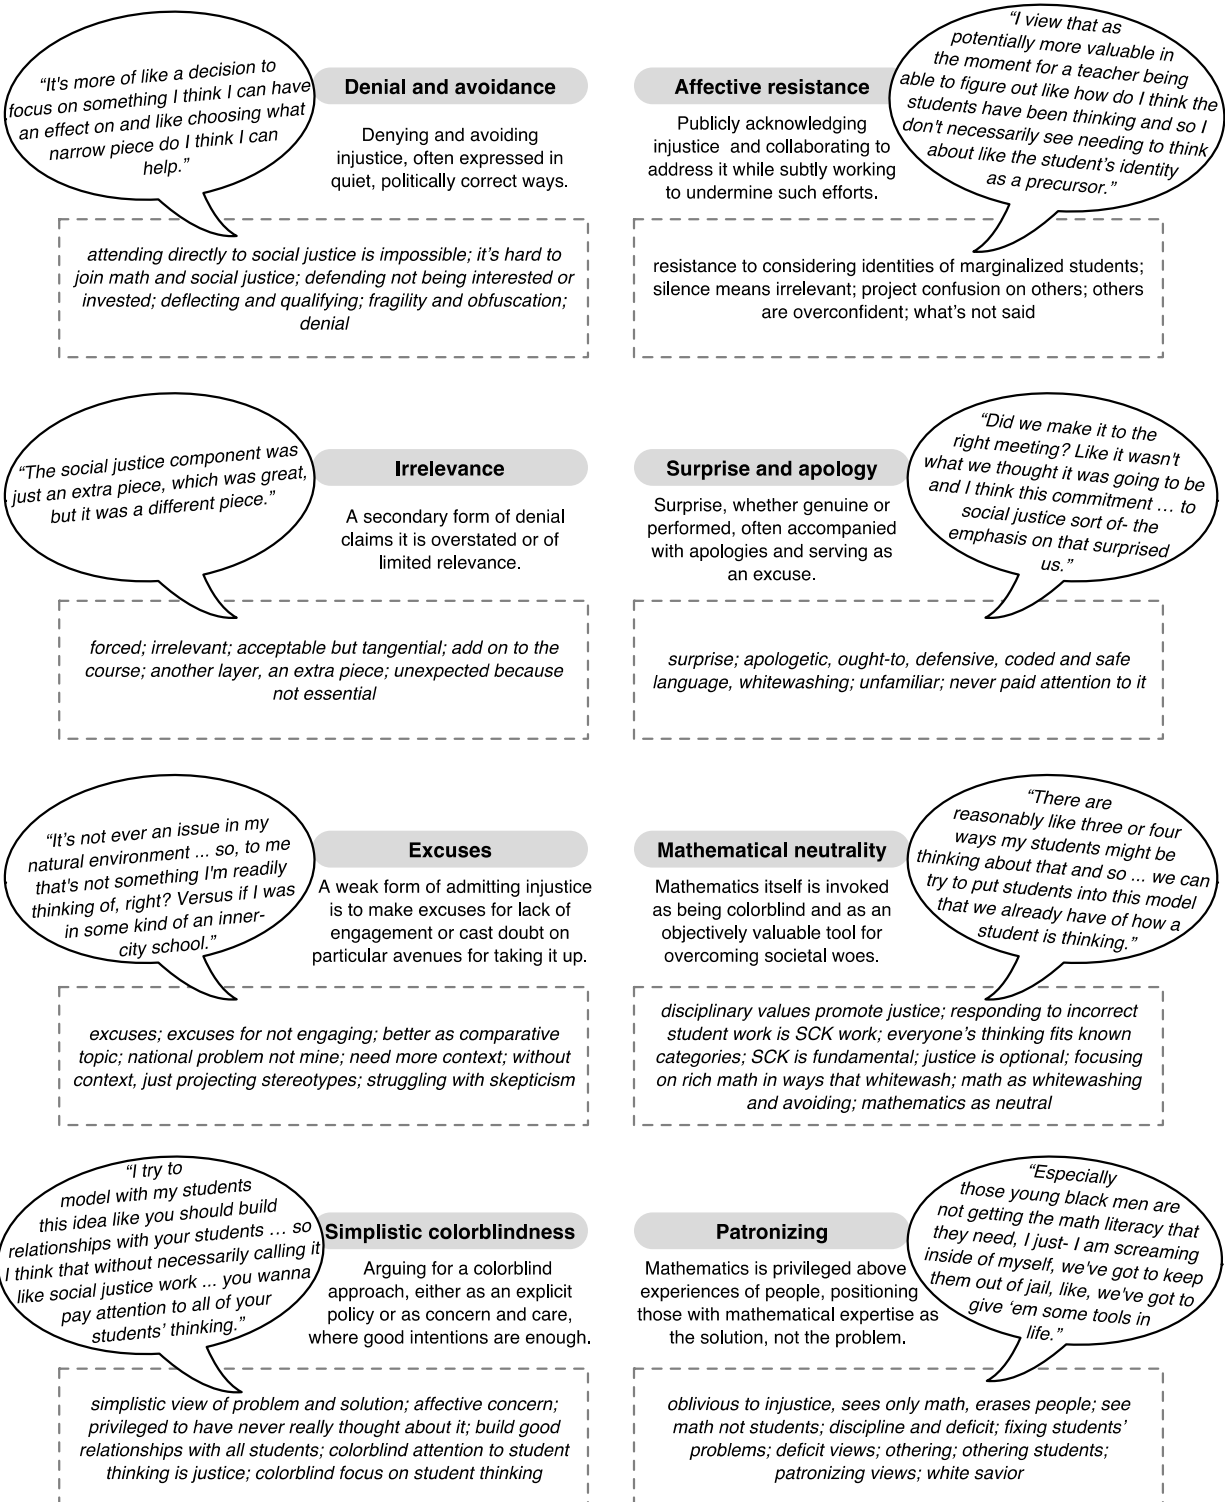 “It's more of like a decision to
focus on something I think I can have
an effect on and like choosing what
narrow piece do I think I can
help.”
Denial and avoidance
Denying and avoiding
injustice, often expressed in
quiet, politically correct ways.
attending directly to social justice is impossible; it’s hard to
join math and social justice; defending not being interested or
invested; deflecting and qualifying; fragility and obfuscation;
denial
Affective resistance
Publicly acknowledging
injustice and collaborating to
address it while subtly working
to undermine such efforts.
“I view that as
potentially more valuable in
the moment for a teacher being
able to figure out like how do I think the
students have been thinking and so I
don't necessarily see needing to think
about like the student’s identity
as a precursor.”
resistance to considering identities of marginalized students;
silence means irrelevant; project confusion on others; others
are overconfident; what’s not said
“The social justice component was
just an extra piece, which was great,
but it was a different piece.”
Irrelevance
A secondary form of denial
claims it is overstated or of
limited relevance.
forced; irrelevant; acceptable but tangential; add on to the
course; another layer, an extra piece; unexpected because
not essential
Surprise and apology
Surprise, whether genuine or
performed, often accompanied
with apologies and serving as
an excuse.
“Did we make it to the
right meeting? Like it wasn't
what we thought it was going to be
and I think this commitment … to
social justice sort of- the
emphasis on that surprised
us.”
surprise; apologetic, ought-to, defensive, coded and safe
language, whitewashing; unfamiliar; never paid attention to it
“It’s not ever an issue in my
natural environment ... so, to me
that's not something I'm readily
thinking of, right? Versus if I was
in some kind of an inner-
city school.”
Excuses
A weak form of admitting injustice
is to make excuses for lack of
engagement or cast doubt on
particular avenues for taking it up.
excuses; excuses for not engaging; better as comparative
topic; national problem not mine; need more context; without
context, just projecting stereotypes; struggling with skepticism
Mathematical neutrality
Mathematics itself is invoked
as being colorblind and as an
objectively valuable tool for
overcoming societal woes.
“There are
reasonably like three or four
ways my students might be
thinking about that and so ... we can
try to put students into this model
that we already have of how a
student is thinking.”
disciplinary values promote justice; responding to incorrect
student work is SCK work; everyone’s thinking fits known
categories; SCK is fundamental; justice is optional; focusing
on rich math in ways that whitewash; math as whitewashing
and avoiding; mathematics as neutral
“I try to
model with my students
this idea like you should build
relationships with your students … so
I think that without necessarily calling it
like social justice work ... you wanna
pay attention to all of your
students’ thinking.”
Simplistic colorblindness
Arguing for a colorblind
approach, either as an explicit
policy or as concern and care,
where good intentions are enough.
simplistic view of problem and solution; affective concern;
privileged to have never really thought about it; build good
relationships with all students; colorblind attention to student
thinking is justice; colorblind focus on student thinking
Patronizing
Mathematics is privileged above
experiences of people, positioning
those with mathematical expertise as
the solution, not the problem.
“Especially
those young black men are
not getting the math literacy that
they need, I just- I am screaming
inside of myself, we've got to keep
them out of jail, like, we've got to
give ‘em some tools in
life.”
oblivious to injustice, sees only math, erases people; see
math not students; discipline and deficit; fixing students’
problems; deficit views; othering; othering students;
patronizing views; white savior